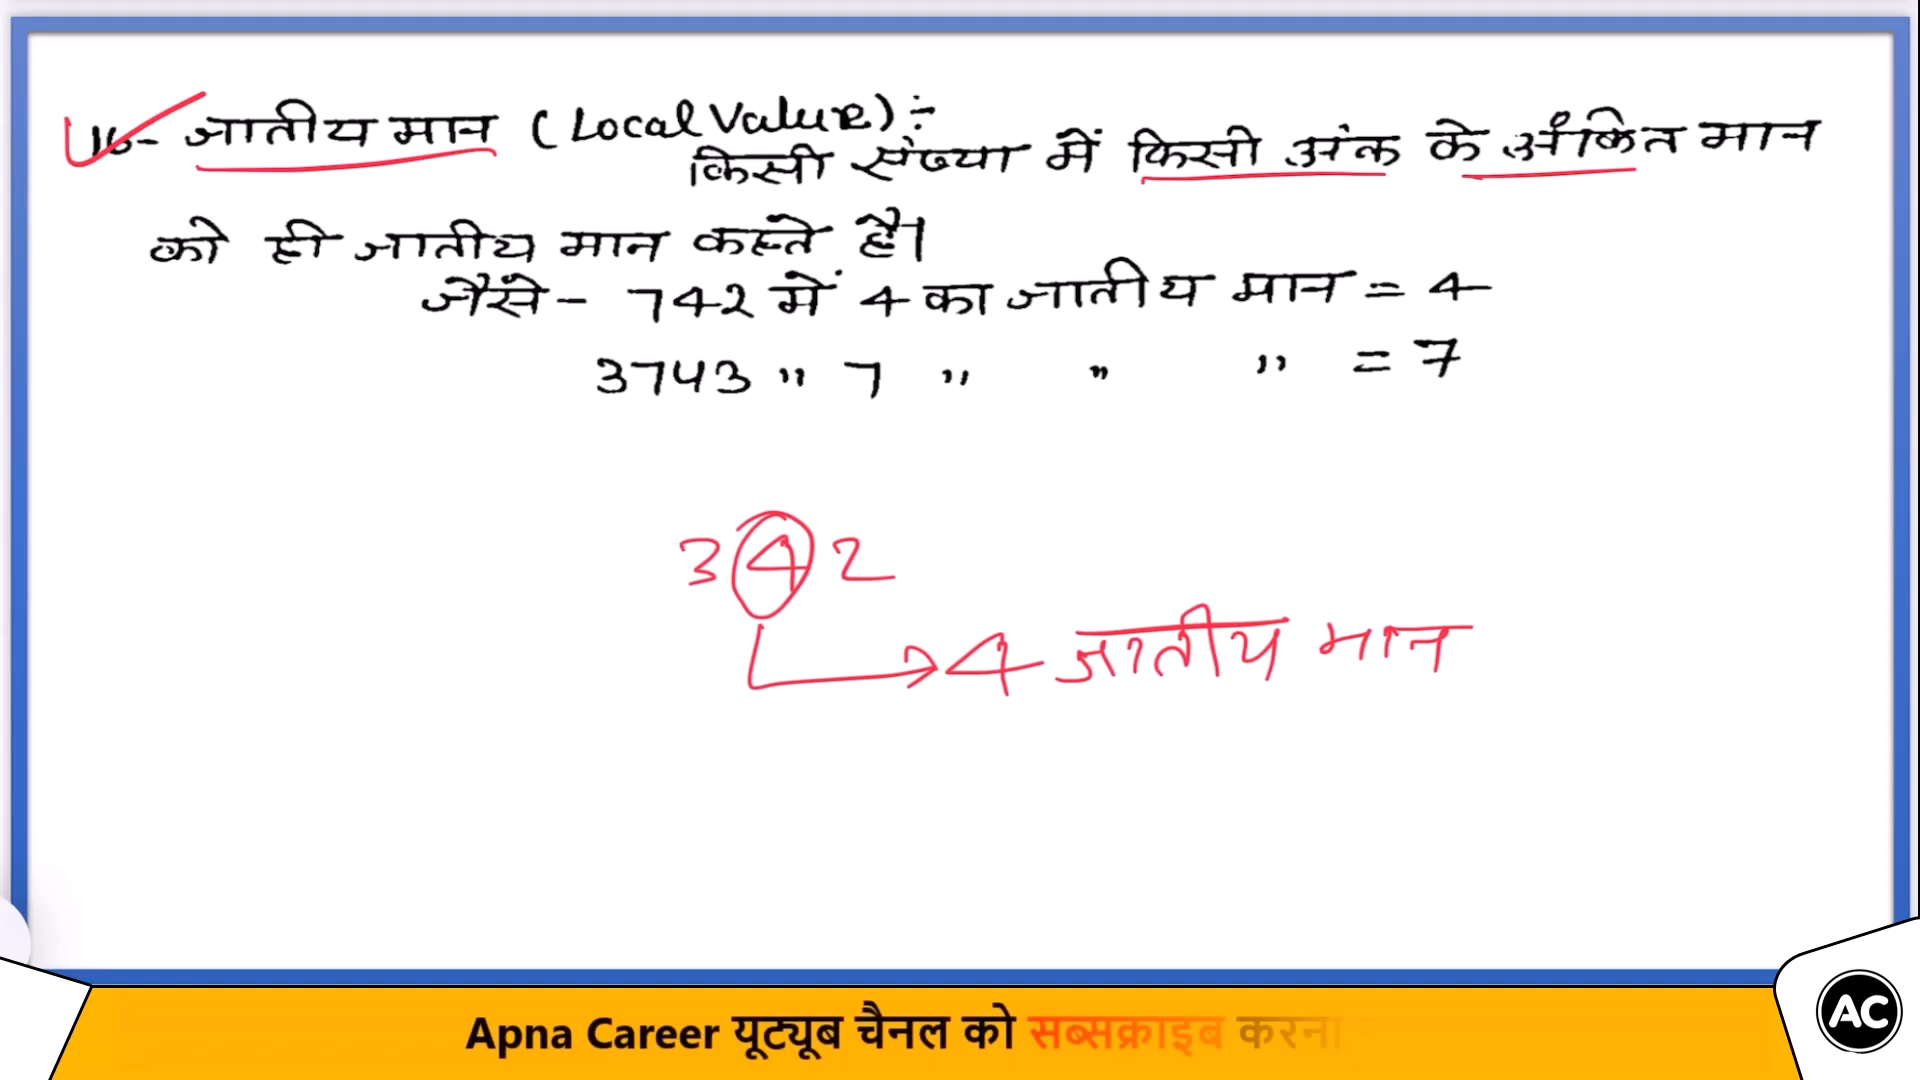 16- जातीय मान (Local Value) :-
किसी संख्या में किसी अंक के अंकित मान
को ही जातीय मान कहते है।
जैसे - 742 में 4 का जातीय मान = 4
3743 " 7 " " " = 7
342
4 जातीय मान
Apna Career यूट्यूब चैनल को सब्सक्राइब करना
AC